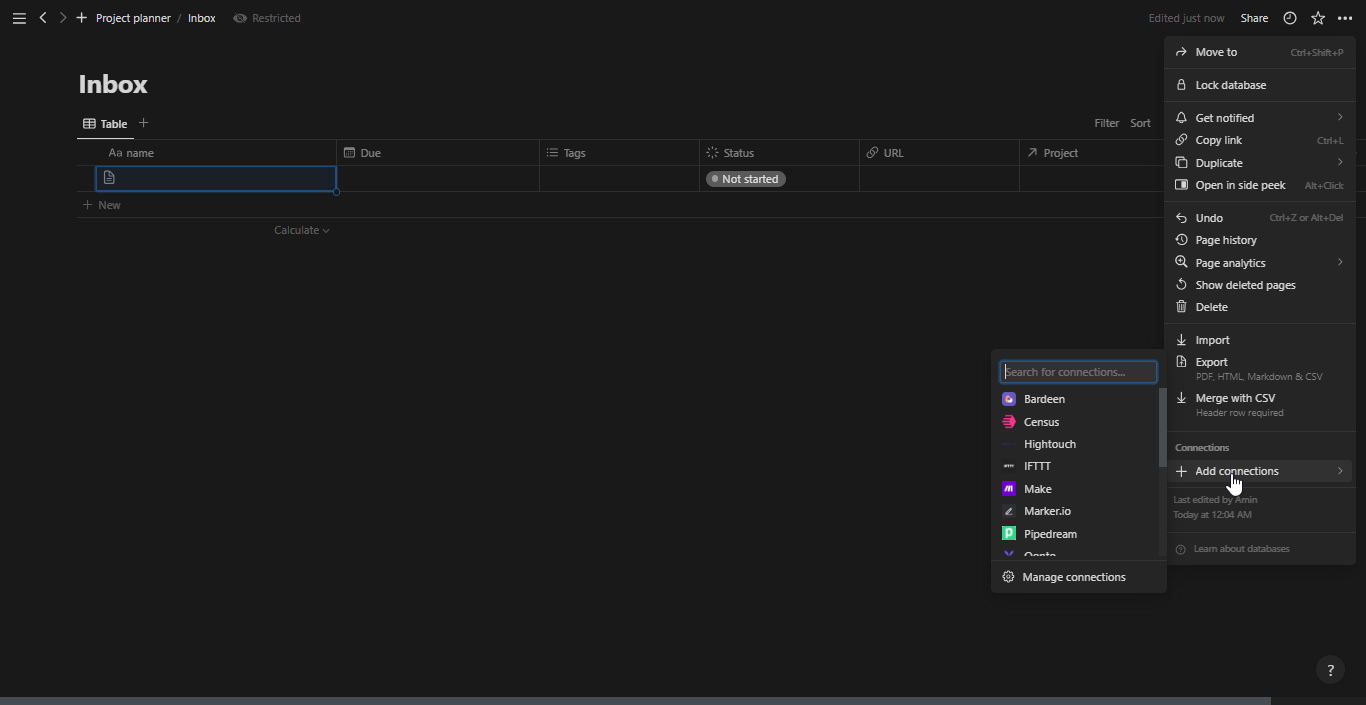 Project planner / Inbox Restricted
Edited just now Share
Inbox
Table
Filter Sort
Aa name Due Tags Status URL Project
Not started
+ New
Calculate
Move to Ctrl+Shift+P
Lock database
Get notified
Copy link Ctrl+L
Duplicate
Open in side peek Alt+Click
Undo Ctrl+Z or Alt+Del
Page history
Page analytics
Show deleted pages
Delete
Import
Export
PDF, HTML, Markdown & CSV
Merge with CSV
Header row required
Connections
Add connections
Last edited by Amin
Today at 12:04 AM
Learn about databases
Search for connections...
Bardeen
Census
Hightouch
IFTTT
Make
Marker.io
Pipedream
Manage connections
?